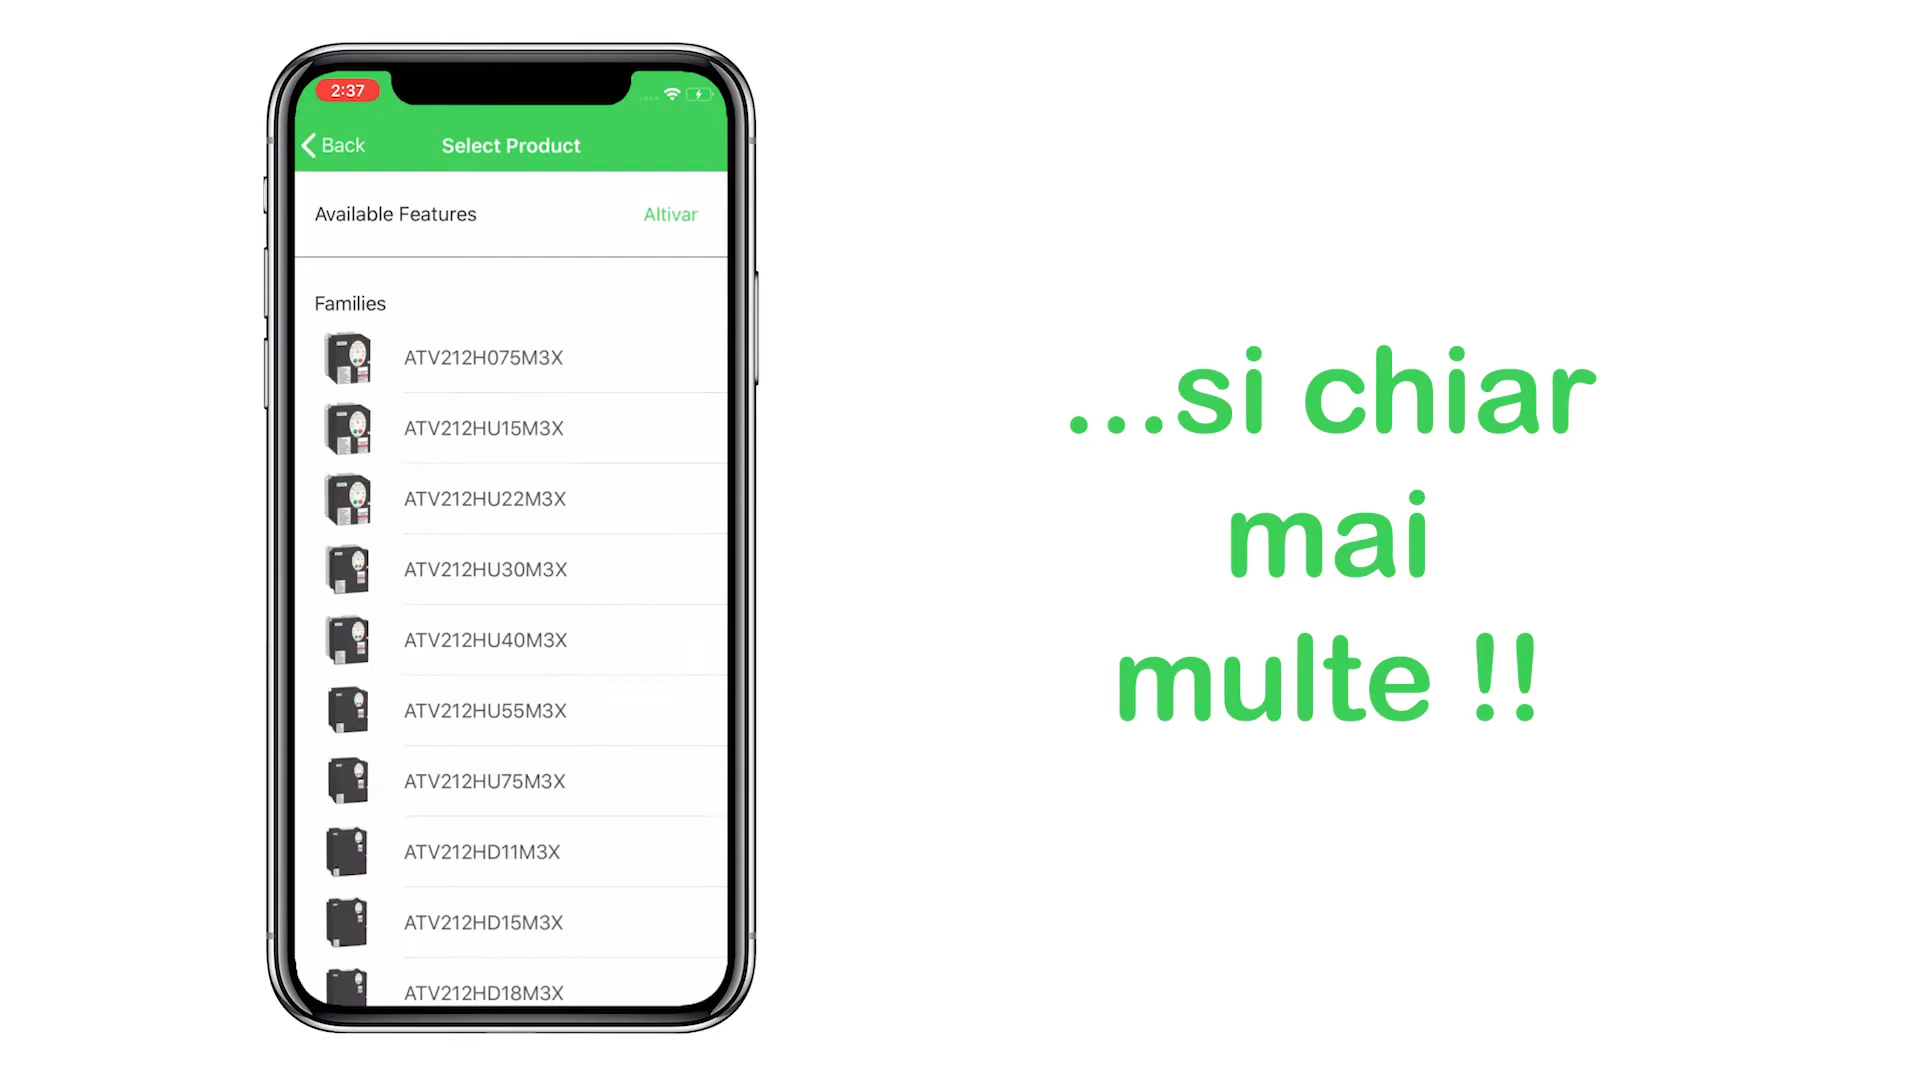 2:37
Back
Select Product
Available Features
Altivar
Families
ATV212H075M3X
ATV212HU15M3X
ATV212HU22M3X
ATV212HU30M3X
ATV212HU40M3X
ATV212HU55M3X
ATV212HU75M3X
ATV212HD11M3X
ATV212HD15M3X
ATV212HD18M3X
...si chiar
mai
multe !!